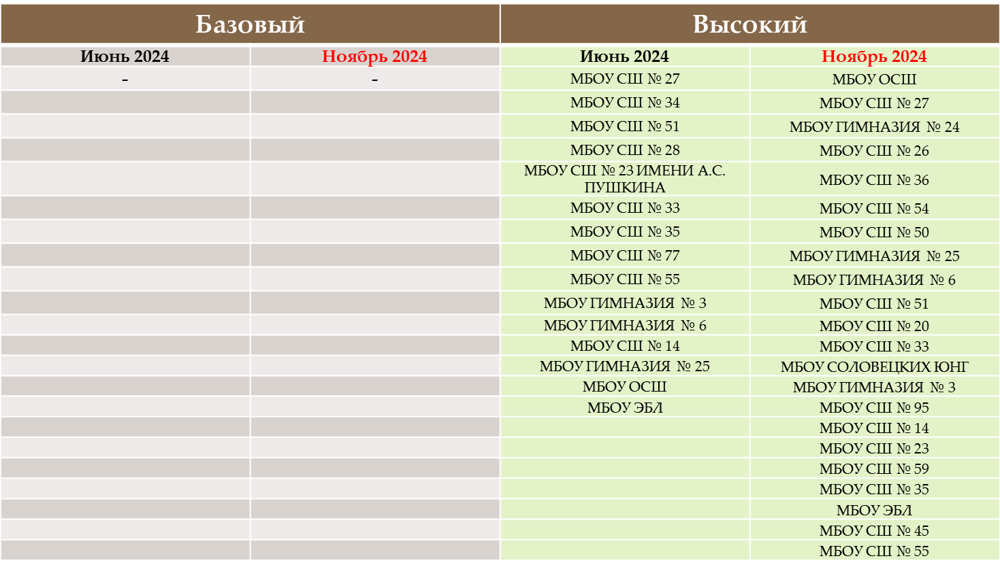 Базовый Высокий
Июнь 2024 Ноябрь 2024 Июнь 2024 Ноябрь 2024
- - МБОУ СШ № 27 МБОУ ОСШ
МБОУ СШ № 34 МБОУ СШ № 27
МБОУ СШ № 51 МБОУ ГИМНАЗИЯ № 24
МБОУ СШ № 28 МБОУ СШ № 26
МБОУ СШ № 23 ИМЕНИ А.С.
ПУШКИНА
МБОУ СШ № 36
МБОУ СШ № 33 МБОУ СШ № 54
МБОУ СШ № 35 МБОУ СШ № 50
МБОУ СШ № 77 МБОУ ГИМНАЗИЯ № 25
МБОУ СШ № 55 МБОУ ГИМНАЗИЯ № 6
МБОУ ГИМНАЗИЯ № 3 МБОУ СШ № 51
МБОУ ГИМНАЗИЯ № 6 МБОУ СШ № 20
МБОУ СШ № 14 МБОУ СШ № 33
МБОУ ГИМНАЗИЯ № 25 МБОУ СОЛОВЕЦКИХ ЮНГ
МБОУ ОСШ МБОУ ГИМНАЗИЯ № 3
МБОУ ЭБЛ МБОУ СШ № 95
МБОУ СШ № 14
МБОУ СШ № 23
МБОУ СШ № 59
МБОУ СШ № 35
МБОУ ЭБЛ
МБОУ СШ № 45
МБОУ СШ № 55